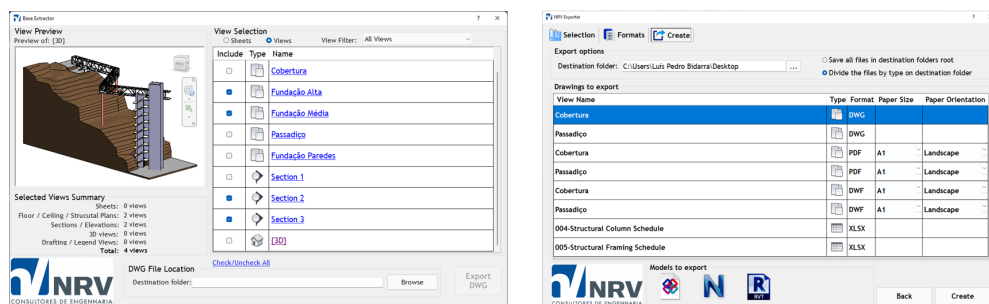 Base Extractor
View Preview
Preview of: {3D}
View Selection
Sheets Views View Filter: All Views
Include Type Name
Cobertura
Fundação Alta
Fundação Média
Passadiço
Fundação Paredes
Section 1
Section 2
Section 3
{3D}
Selected Views Summary
Sheets: 0 views
Floor / Ceiling / Strucutal Plans: 2 views
Sections / Elevations: 2 views
3D views: 0 views
Drafting / Legend Views: 0 views
Total: 4 views
Check/Uncheck All
NRV
CONSULTORES DE ENGENHARIA
DWG File Location
Destination folder:
Browse
Export DWG
NRV Exporter
Selection Formats Create
Export options
Destination folder: C:\Users\Luís Pedro Bidarra\Desktop ...
Save all files in destination folders root
Divide the files by type on destination folder
Drawings to export
View Name Type Format Paper Size Paper Orientation
Cobertura DWG
Passadiço DWG
Cobertura PDF A1 Landscape
Passadiço PDF A1 Landscape
Cobertura DWF A1 Landscape
Passadiço DWF A1 Landscape
004-Structural Column Schedule XLSX
005-Structural Framing Schedule XLSX
NRV
CONSULTORES DE ENGENHARIA
Models to export
N
R
RVT
Back Create